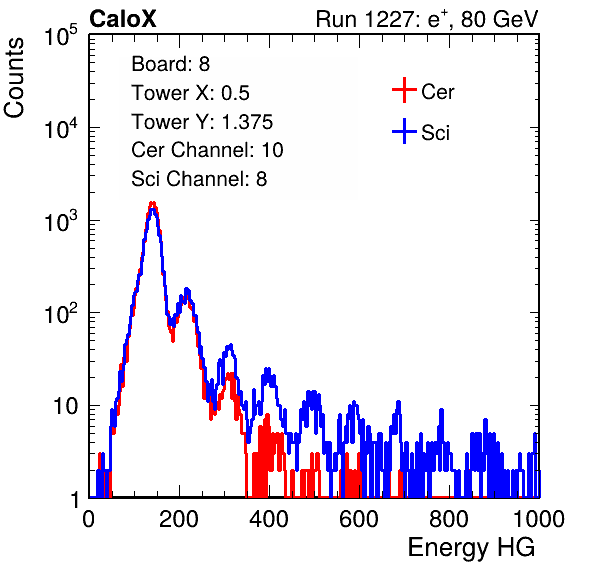 CaloX Run 1227: e⁺, 80 GeV
Counts
10⁵
10⁴
10³
10²
10
1
Board: 8
Tower X: 0.5
Tower Y: 1.375
Cer Channel: 10
Sci Channel: 8
Cer
Sci
0 200 400 600 800 1000
Energy HG